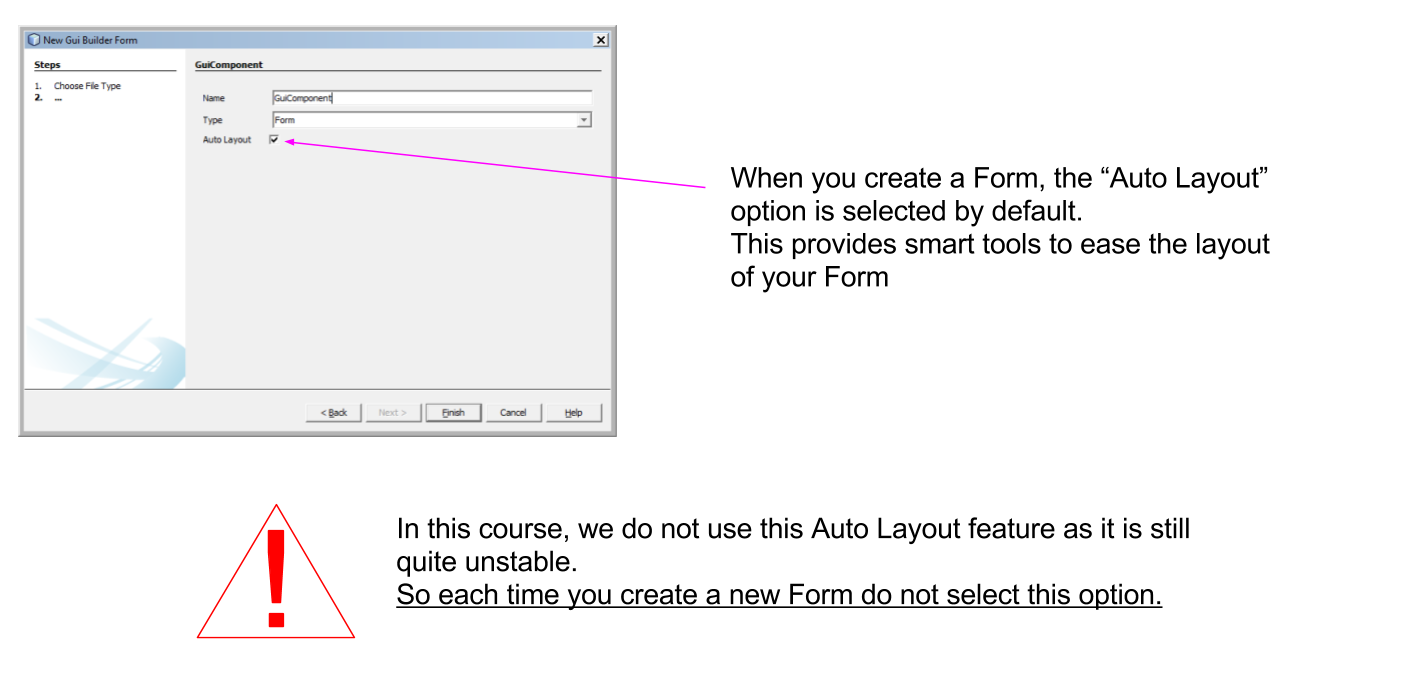 New Gui Builder Form
Steps
1. Choose File Type
2. ...
GuiComponent
Name GuiComponent
Type Form
Auto Layout
< Back Next > Finish Cancel Help
When you create a Form, the “Auto Layout”
option is selected by default.
This provides smart tools to ease the layout
of your Form
!
In this course, we do not use this Auto Layout feature as it is still
quite unstable.
So each time you create a new Form do not select this option.